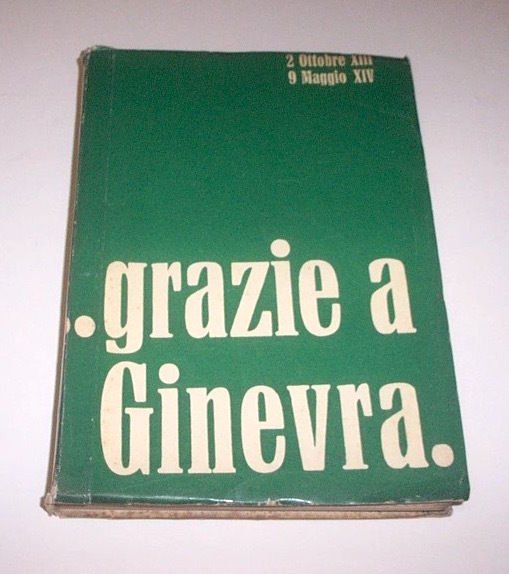 2 Ottobre XIII
9 Maggio XIV
..grazie a
Ginevra.